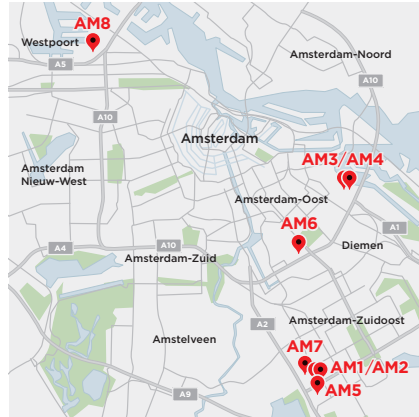 AM8
Westpoort
Amsterdam-Noord
A5
A10
A10
Amsterdam
AM3/AM4
Amsterdam
Nieuw-West
Amsterdam-Oost
AM6
A1
A4
A10
Diemen
Amsterdam-Zuid
A2
Amsterdam-Zuidoost
Amstelveen
AM7
AM1/AM2
AM5
A9